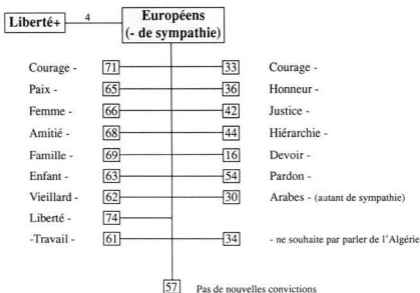 Liberté+ 4 Européens
(- de sympathie)
Courage - 71 33 Courage -
Paix - 65 36 Honneur -
Femme - 66 42 Justice -
Amitié - 68 44 Hiérarchie -
Famille - 69 16 Devoir -
Enfant - 63 54 Pardon -
Vieillard - 62 30 Arabes - (autant de sympathie)
Liberté - 74
-Travail - 61 34 - ne souhaite par parler de l'Algérie
57 Pas de nouvelles convictions